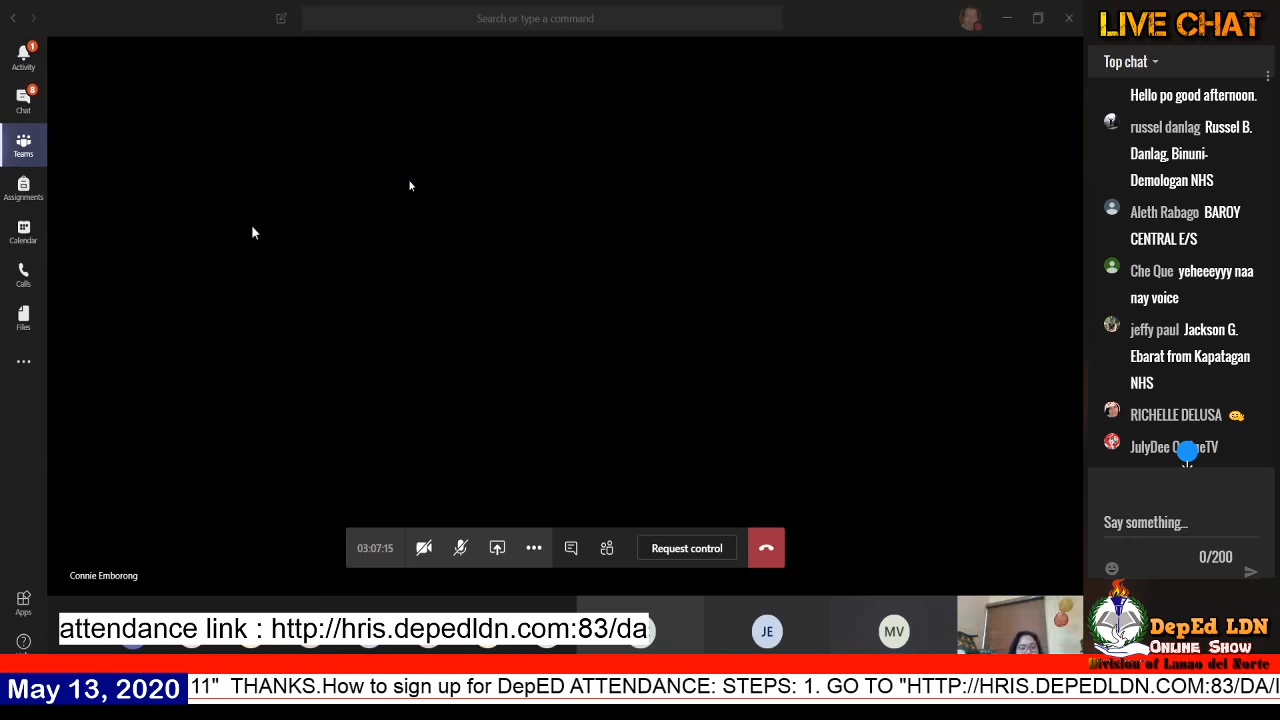 Search or type a command
LIVE CHAT
Activity
1
Chat
8
Teams
Assignments
Calendar
Calls
Files
Apps
Top chat
Hello po good afternoon.
russel danlag Russel B.
Danlag, Binuni-
Demologan NHS
Aleth Rabago BAROY
CENTRAL E/S
Che Que yeheeeyyy naa
nay voice
jeffy paul Jackson G.
Ebarat from Kapatagan
NHS
RICHELLE DELUSA
JulyDee
Say something...
0/200
03:07:15
Request control
Connie Emborong
attendance link : http://hris.depedldn.com:83/da
JE
MV
DepEd LDN
ONLINE SHOW
Division of Lanao del Norte
May 13, 2020
11" THANKS.How to sign up for DepED ATTENDANCE: STEPS: 1. GO TO "HTTP://HRIS.DEPEDLDN.COM:83/DA/